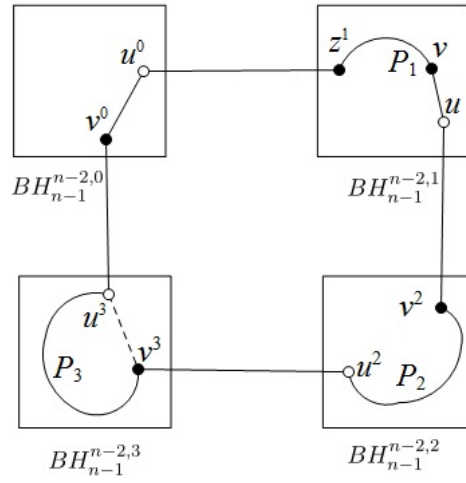 u^0
z^1
P_1
v
v^0
u
BH_{n-1}^{n-2,0}
BH_{n-1}^{n-2,1}
u^3
v^2
v^3
P_3
u^2
P_2
BH_{n-1}^{n-2,3}
BH_{n-1}^{n-2,2}